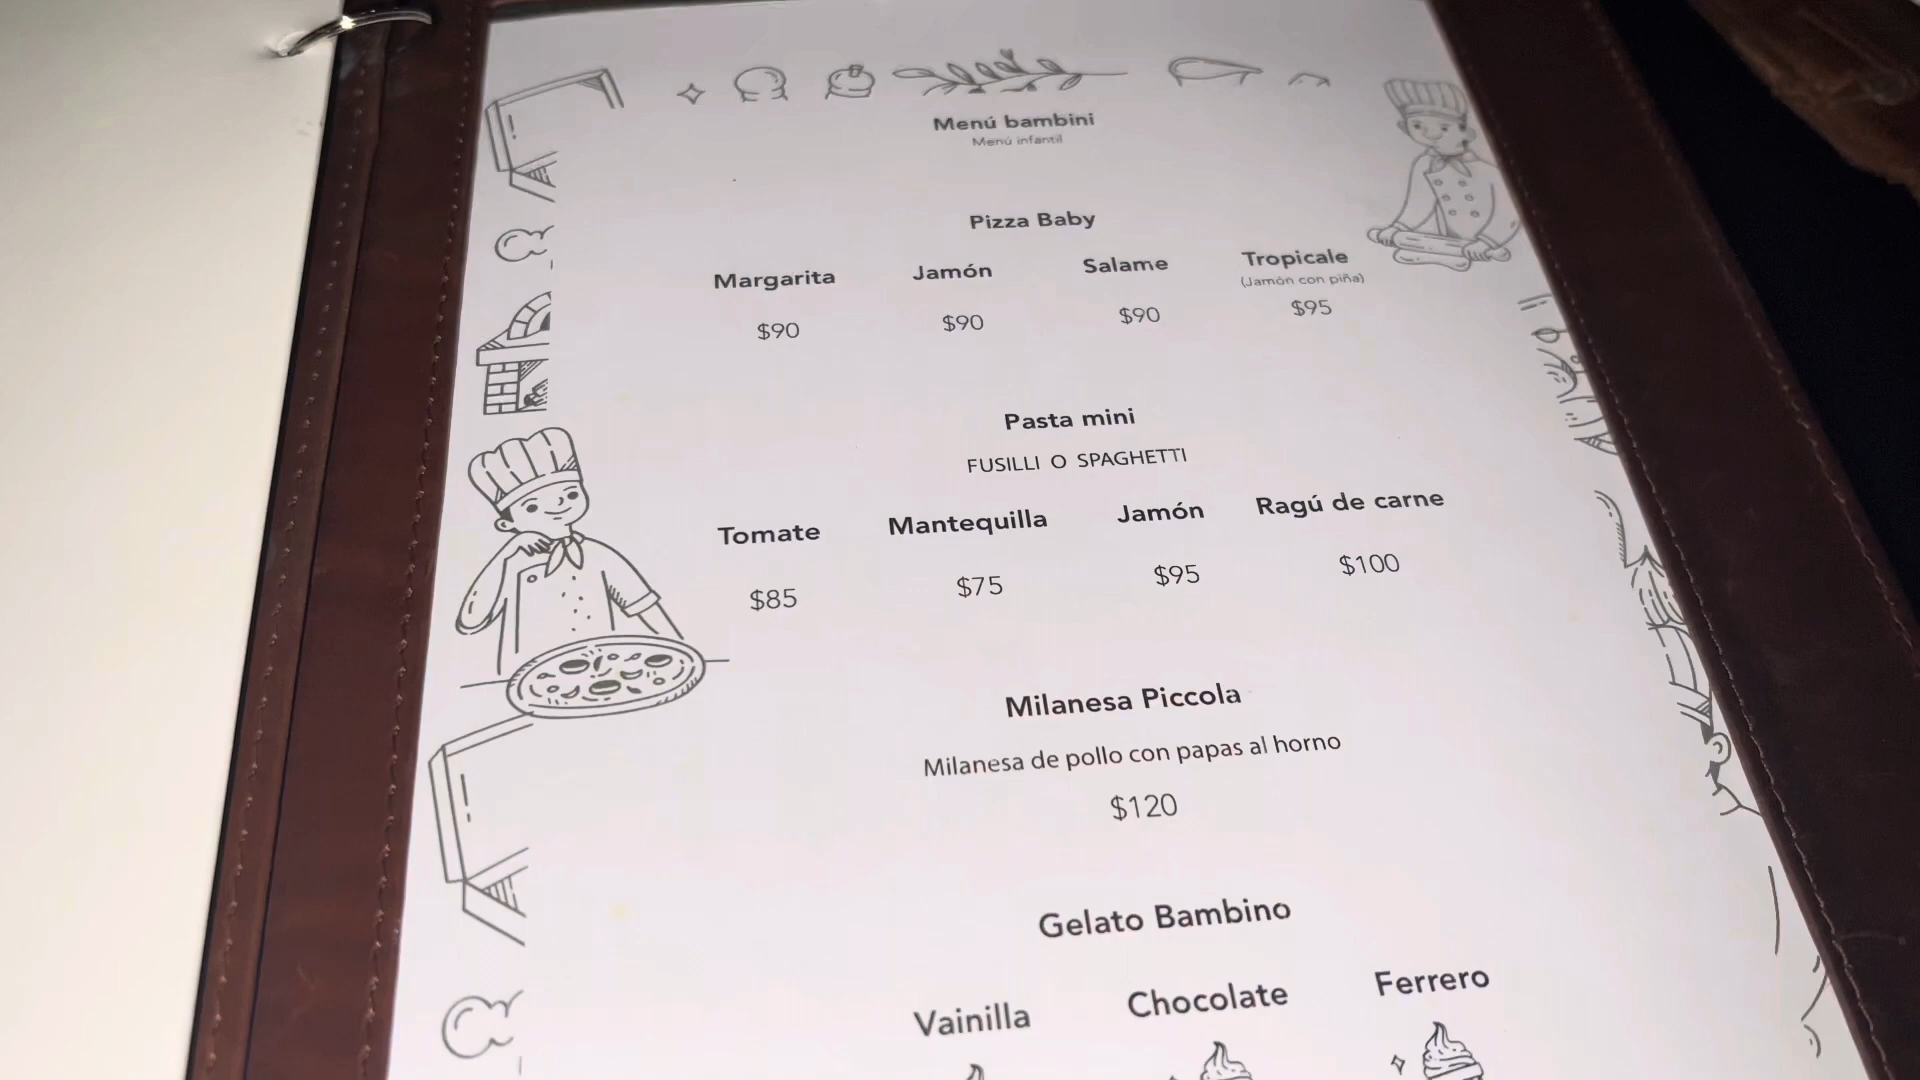 Menú bambini
Menú infantil
Pizza Baby
Margarita Jamón Salame Tropicale
(Jamón con piña)
$90 $90 $90 $95
Pasta mini
FUSILLI O SPAGHETTI
Tomate Mantequilla Jamón Ragú de carne
$85 $75 $95 $100
Milanesa Piccola
Milanesa de pollo con papas al horno
$120
Gelato Bambino
Vainilla Chocolate Ferrero